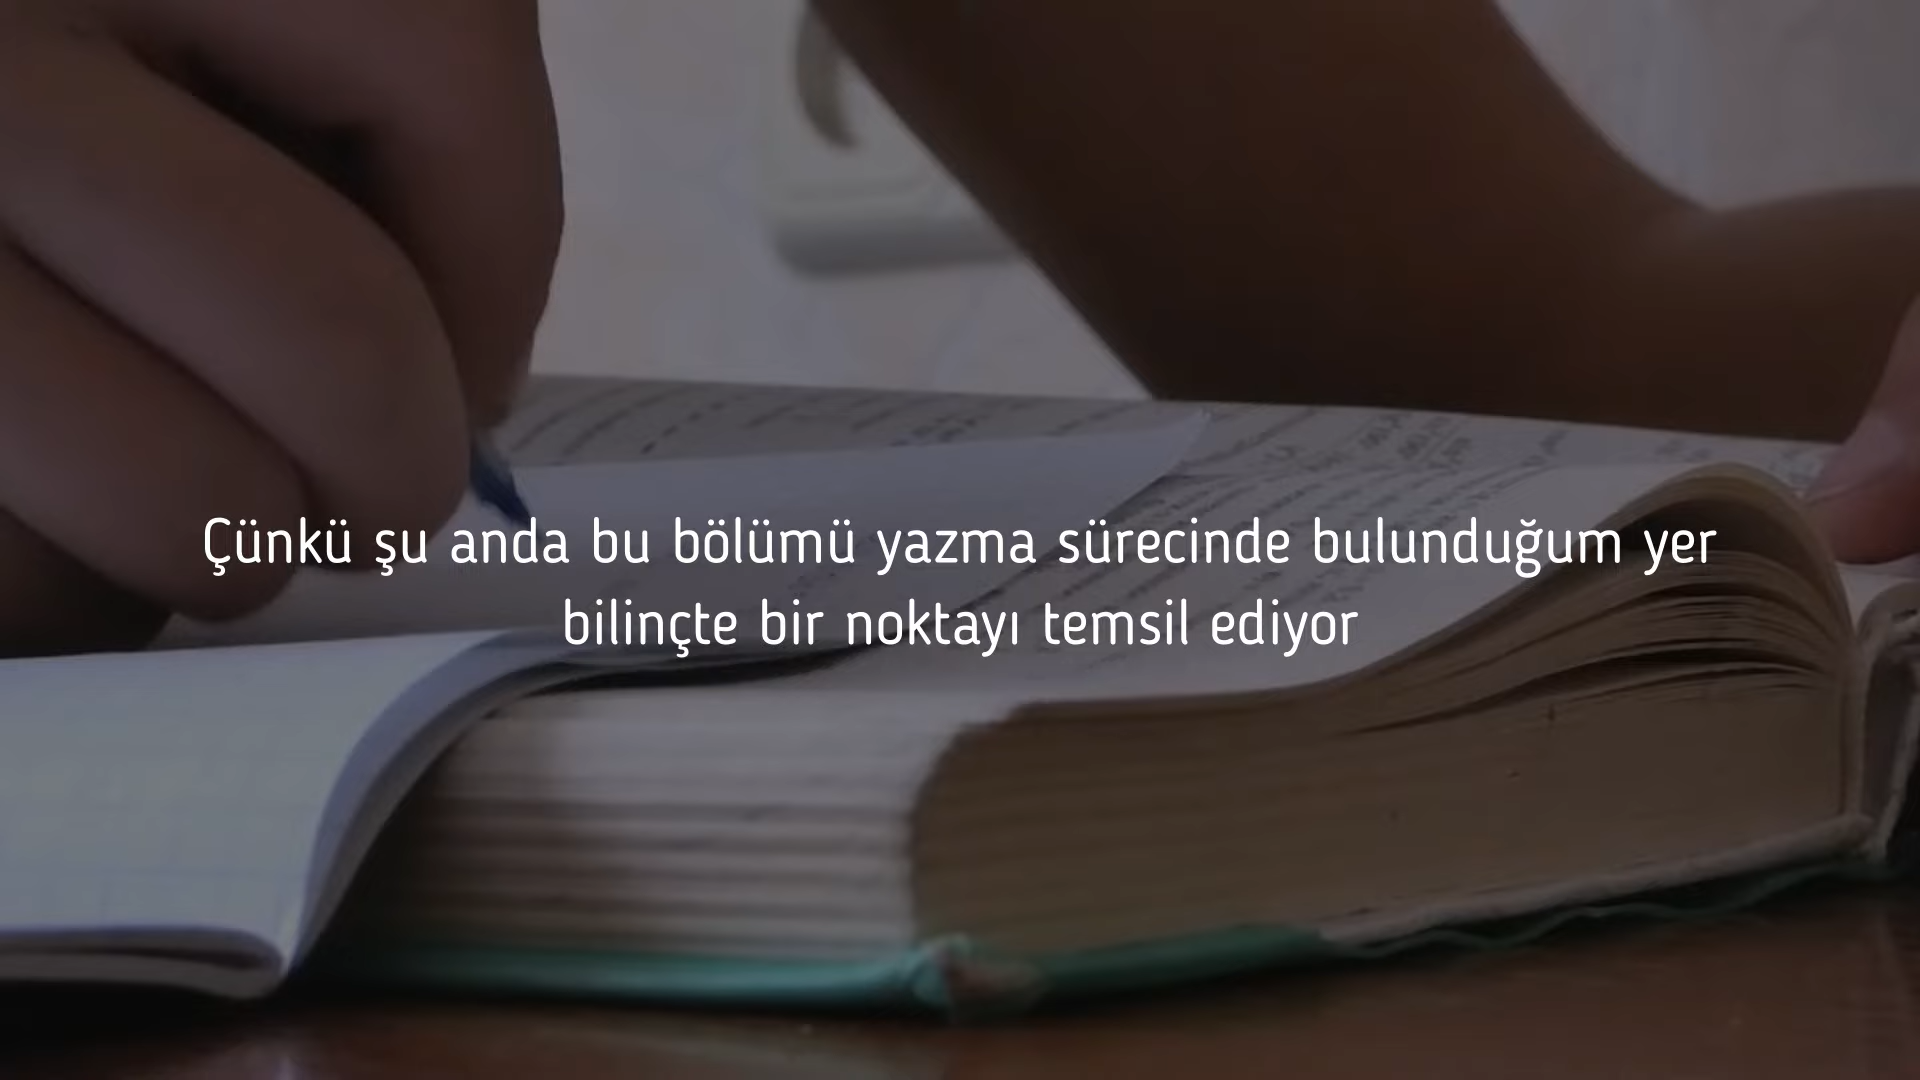 Çünkü şu anda bu bölümü yazma sürecinde bulunduğum yer
bilinçte bir noktayı temsil ediyor